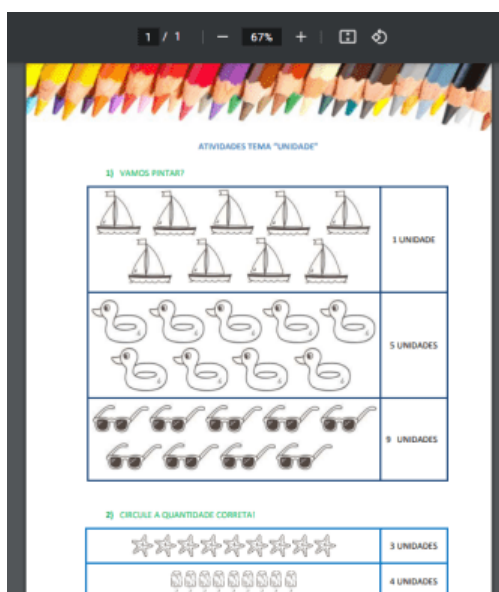 1 / 1 | — 67% + |
ATIVIDADES TEMA "UNIDADE"
1) VAMOS PINTAR?
1 UNIDADE
5 UNIDADES
9 UNIDADES
2) CIRCULE A QUANTIDADE CORRETA!
3 UNIDADES
4 UNIDADES